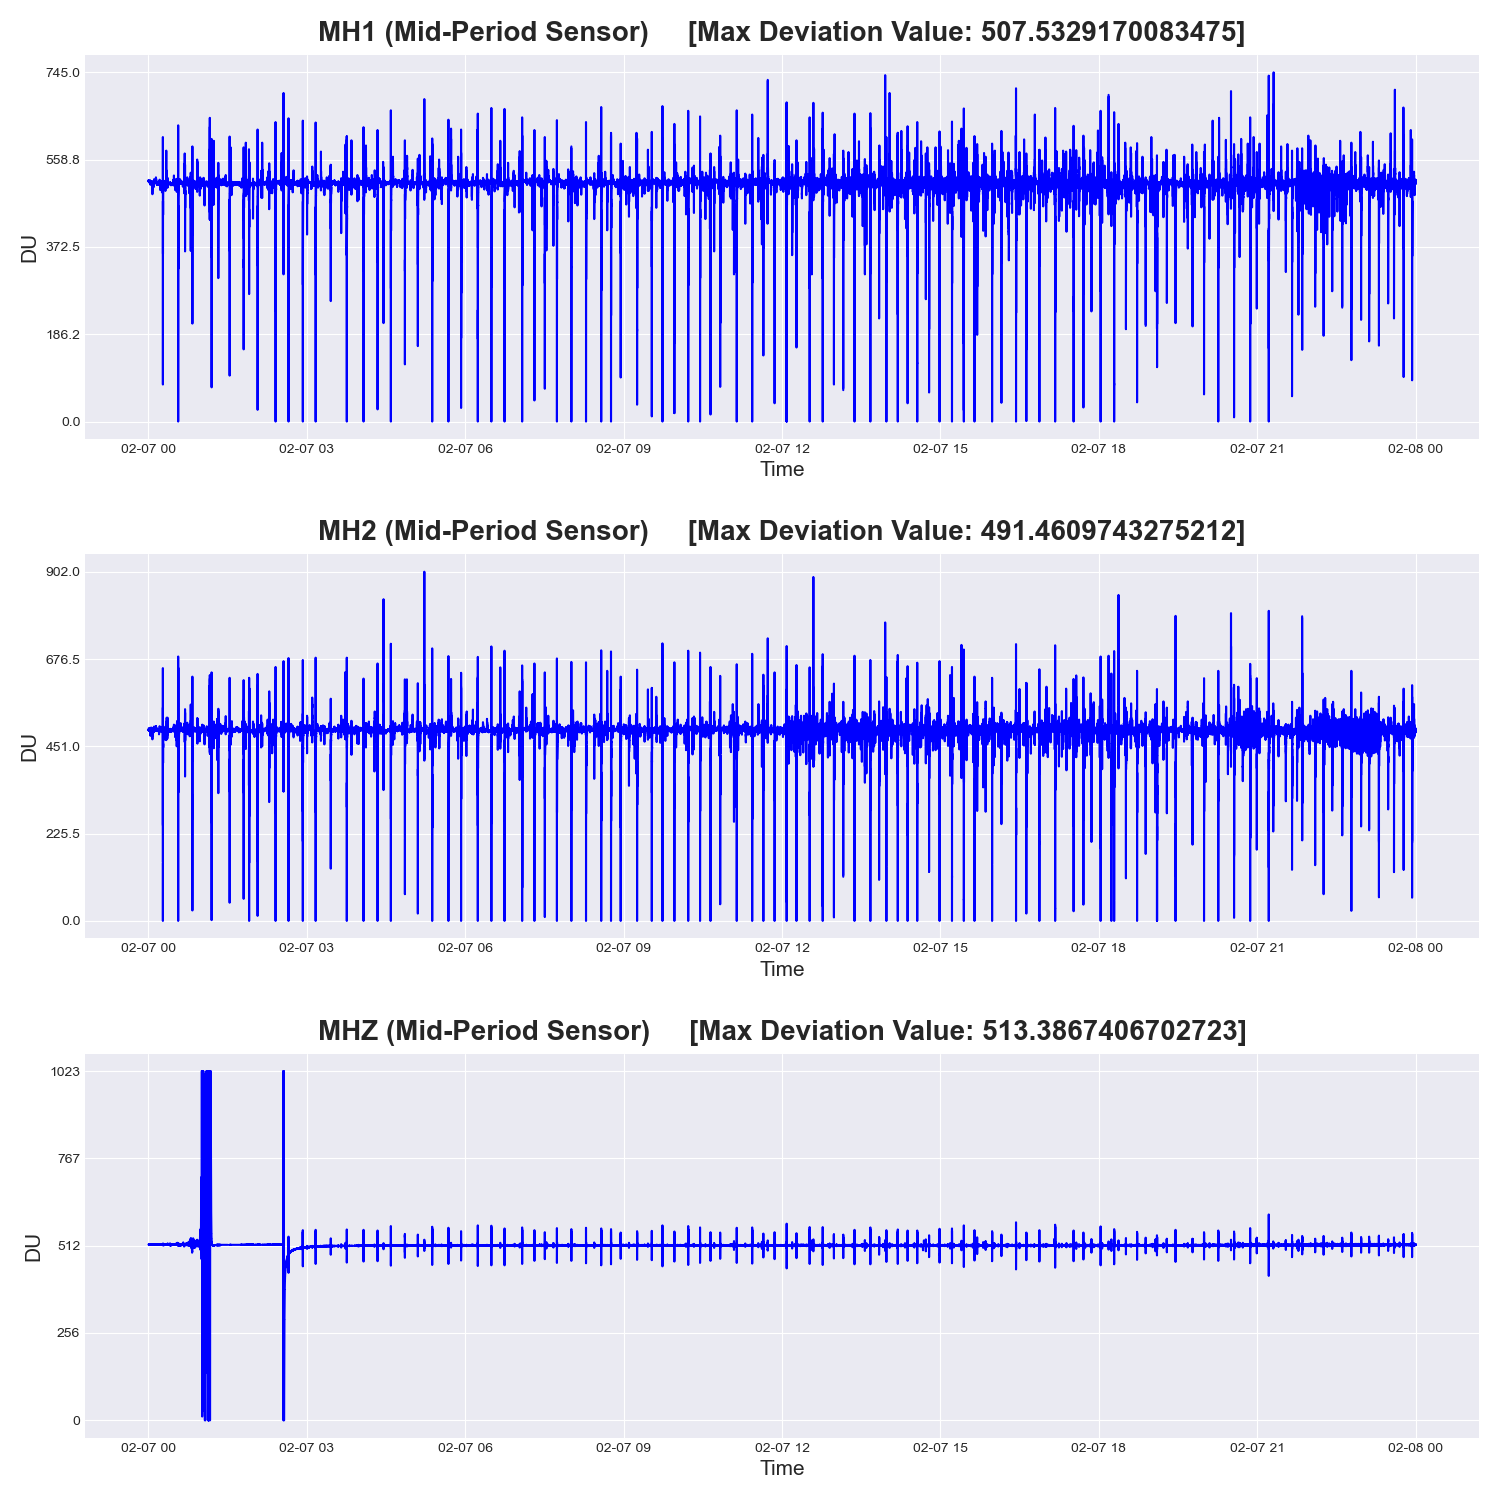 MH1 (Mid-Period Sensor) [Max Deviation Value: 507.5329170083475]
745.0
558.8
372.5
186.2
0.0
DU
02-07 00 02-07 03 02-07 06 02-07 09 02-07 12 02-07 15 02-07 18 02-07 21 02-08 00
Time
MH2 (Mid-Period Sensor) [Max Deviation Value: 491.4609743275212]
902.0
676.5
451.0
225.5
0.0
DU
02-07 00 02-07 03 02-07 06 02-07 09 02-07 12 02-07 15 02-07 18 02-07 21 02-08 00
Time
MHZ (Mid-Period Sensor) [Max Deviation Value: 513.3867406702723]
1023
767
512
256
0
DU
02-07 00 02-07 03 02-07 06 02-07 09 02-07 12 02-07 15 02-07 18 02-07 21 02-08 00
Time